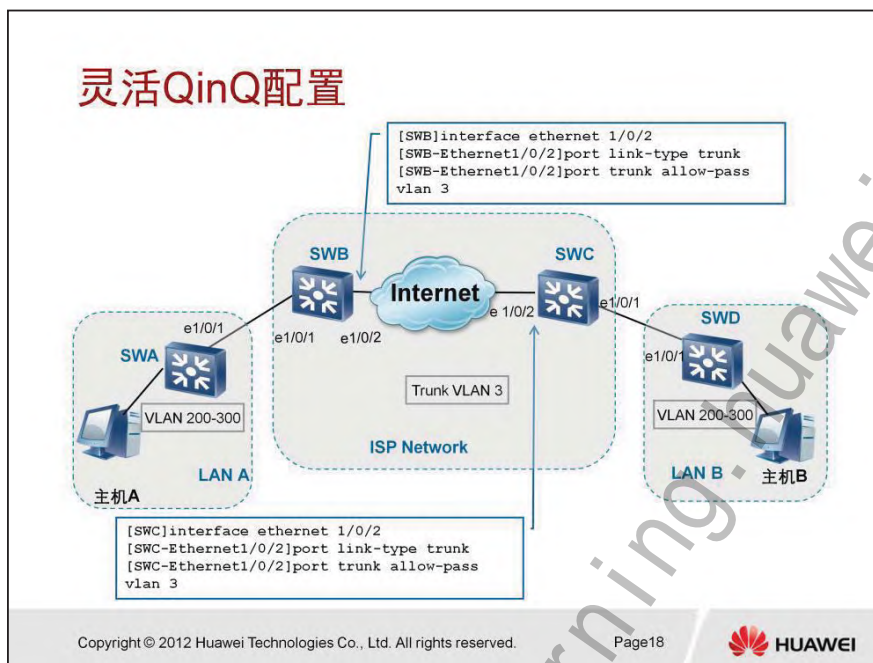 灵活QinQ配置
[SWB]interface ethernet 1/0/2
[SWB-Ethernet1/0/2]port link-type trunk
[SWB-Ethernet1/0/2]port trunk allow-pass
vlan 3
SWB
SWC
Internet
e1/0/1
e1/0/1
e1/0/2
e 1/0/2
e1/0/1
SWD
e1/0/1
SWA
Trunk VLAN 3
VLAN 200-300
VLAN 200-300
ISP Network
LAN A
LAN B
主机A
主机B
[SWC]interface ethernet 1/0/2
[SWC-Ethernet1/0/2]port link-type trunk
[SWC-Ethernet1/0/2]port trunk allow-pass
vlan 3
Copyright © 2012 Huawei Technologies Co., Ltd. All rights reserved.
Page18
HUAWEI
rning.huawei.